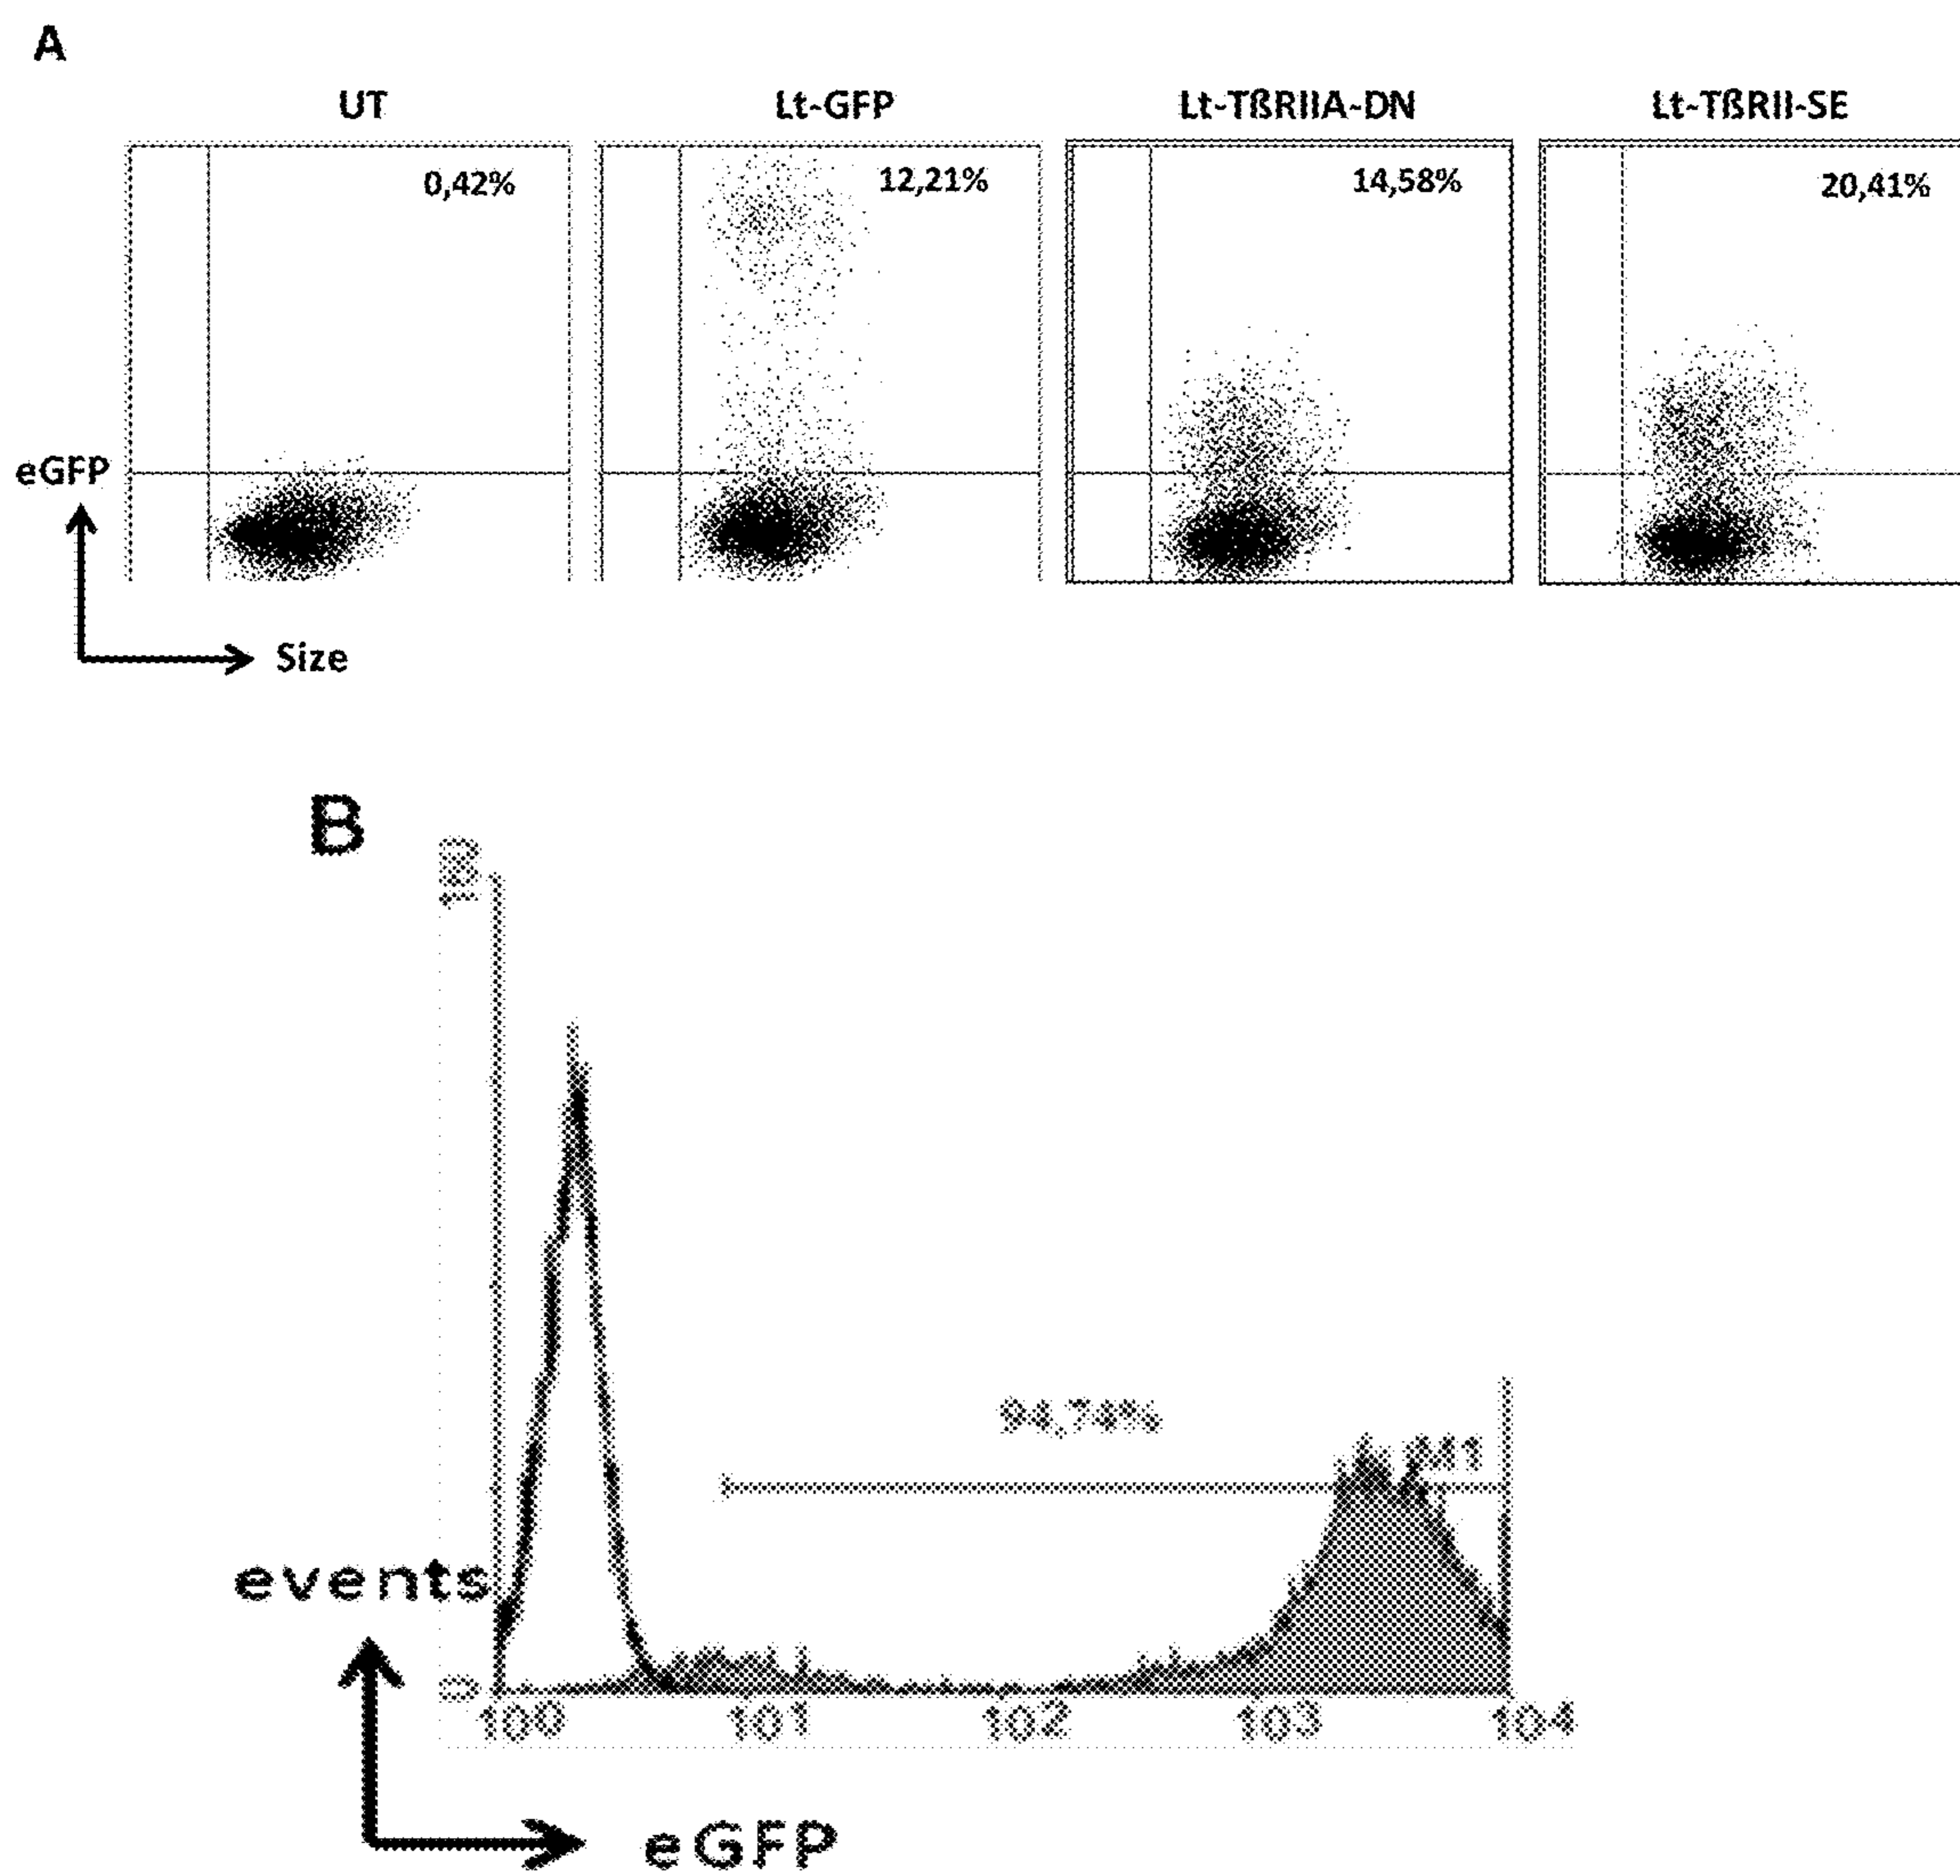 A
UT
Lt-GFP
Lt-TßRIIA-DN
Lt-TßRII-SE
0,42%
12,21%
14,58%
20,41%
eGFP
Size
B
100
94,74%
M1
events
0
10⁰
10¹
10²
10³
10⁴
eGFP